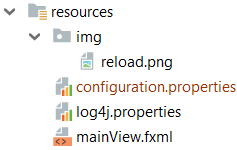 resources
img
reload.png
configuration.properties
log4j.properties
mainView.fxml